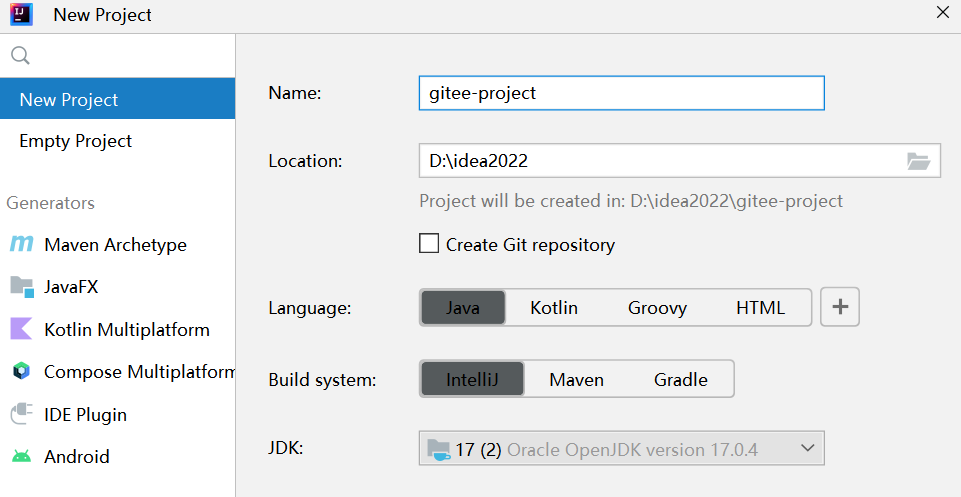 New Project
New Project
Empty Project
Generators
Maven Archetype
JavaFX
Kotlin Multiplatform
Compose Multiplatform
IDE Plugin
Android
Name:
gitee-project
Location:
D:\idea2022
Project will be created in: D:\idea2022\gitee-project
Create Git repository
Language:
Java Kotlin Groovy HTML +
Build system:
IntelliJ Maven Gradle
JDK:
17 (2) Oracle OpenJDK version 17.0.4